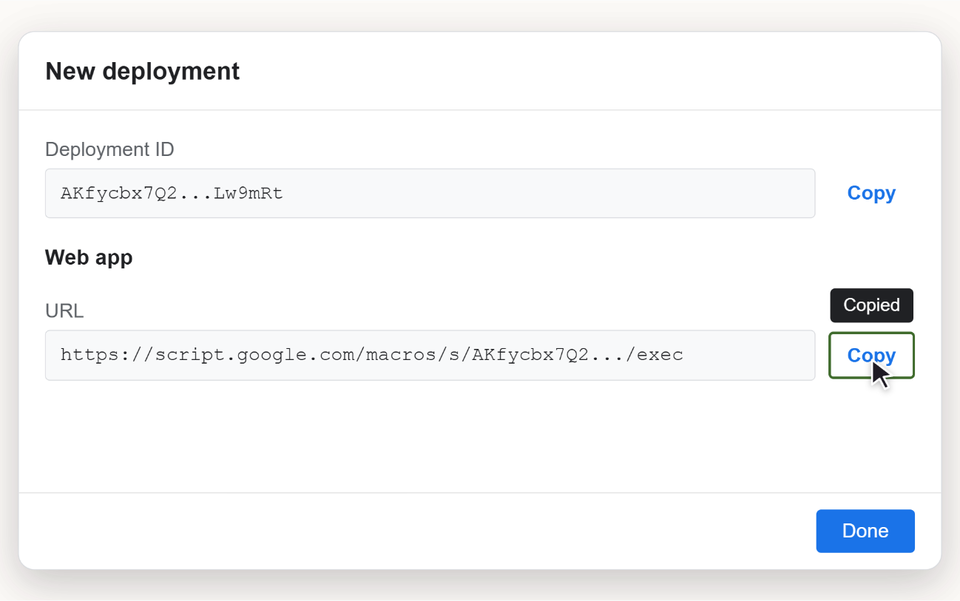 New deployment
Deployment ID
AKfycbx7Q2...Lw9mRt
Copy
Web app
URL
Copied
https://script.google.com/macros/s/AKfycbx7Q2.../exec
Copy
Done